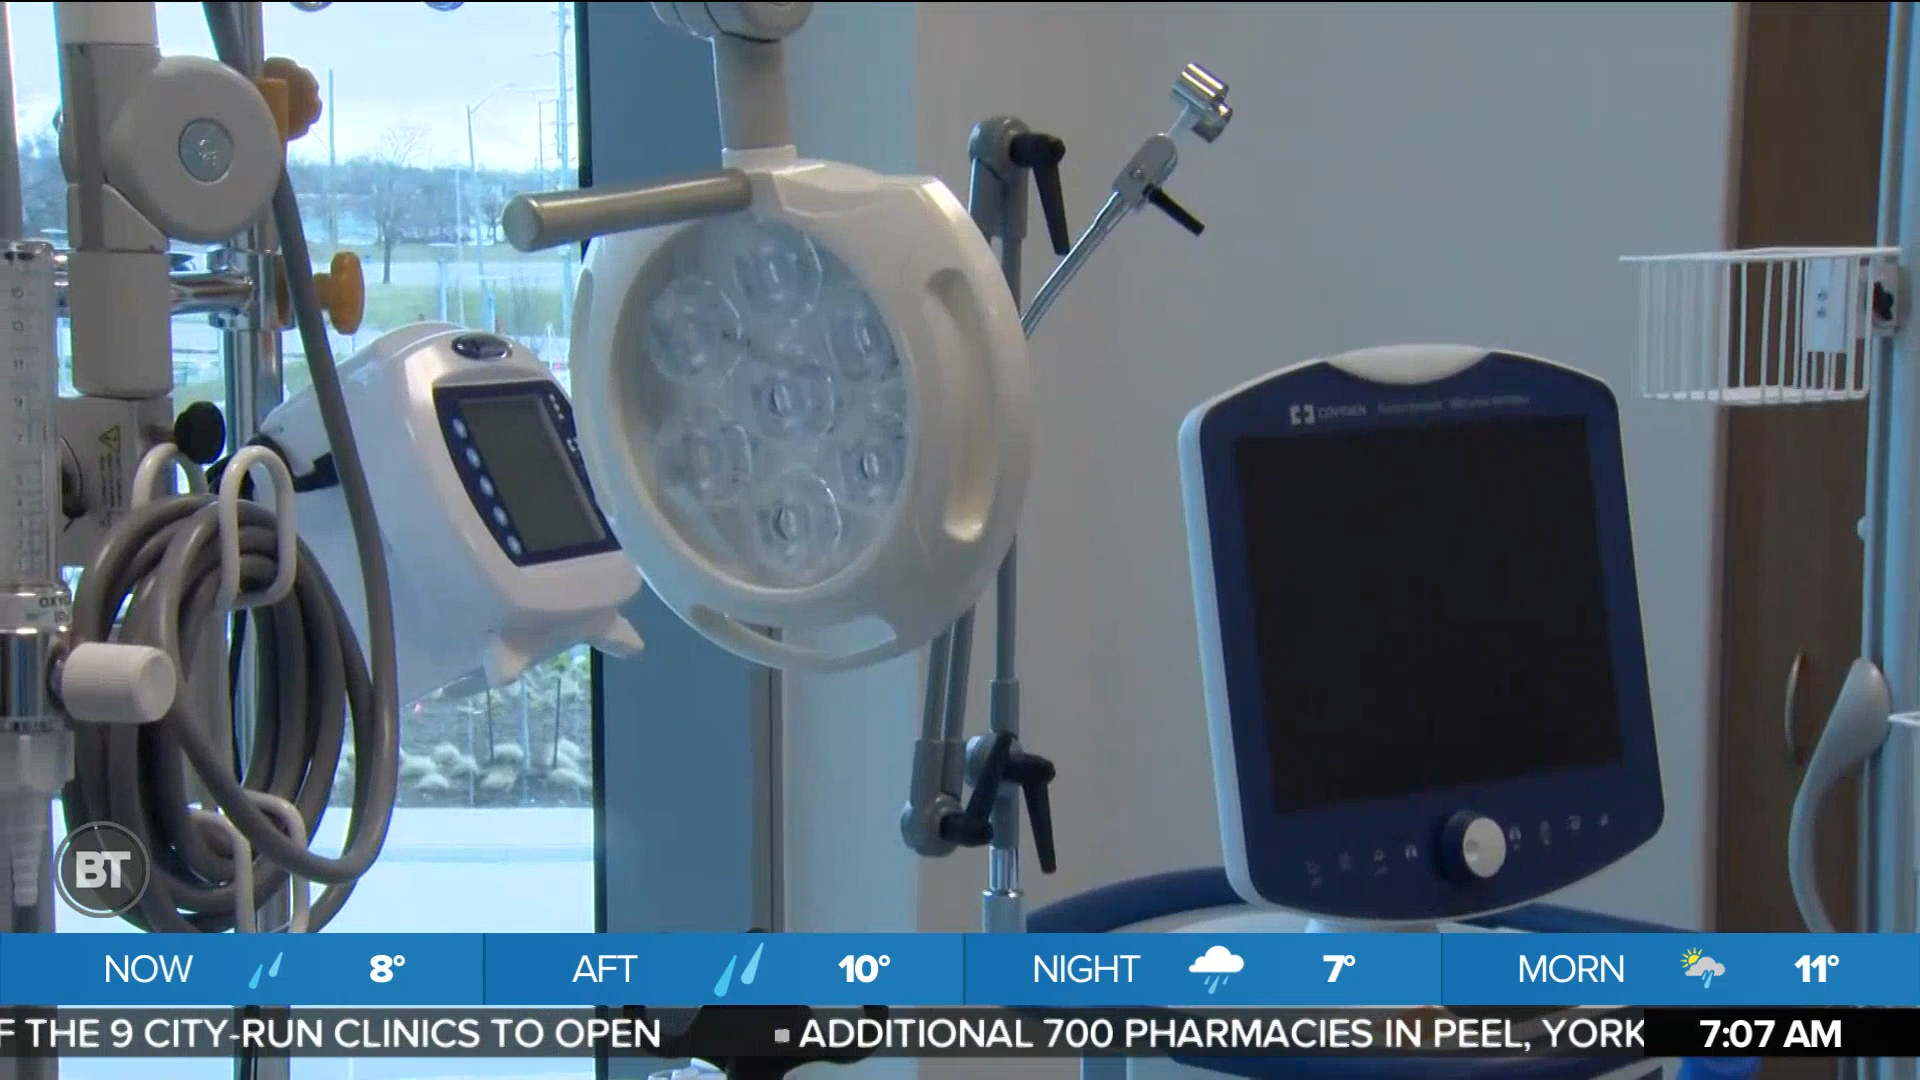 COVIDIEN
OXY
BT
NOW 8° AFT 10° NIGHT 7° MORN 11°
F THE 9 CITY-RUN CLINICS TO OPEN ADDITIONAL 700 PHARMACIES IN PEEL, YORK 7:07 AM